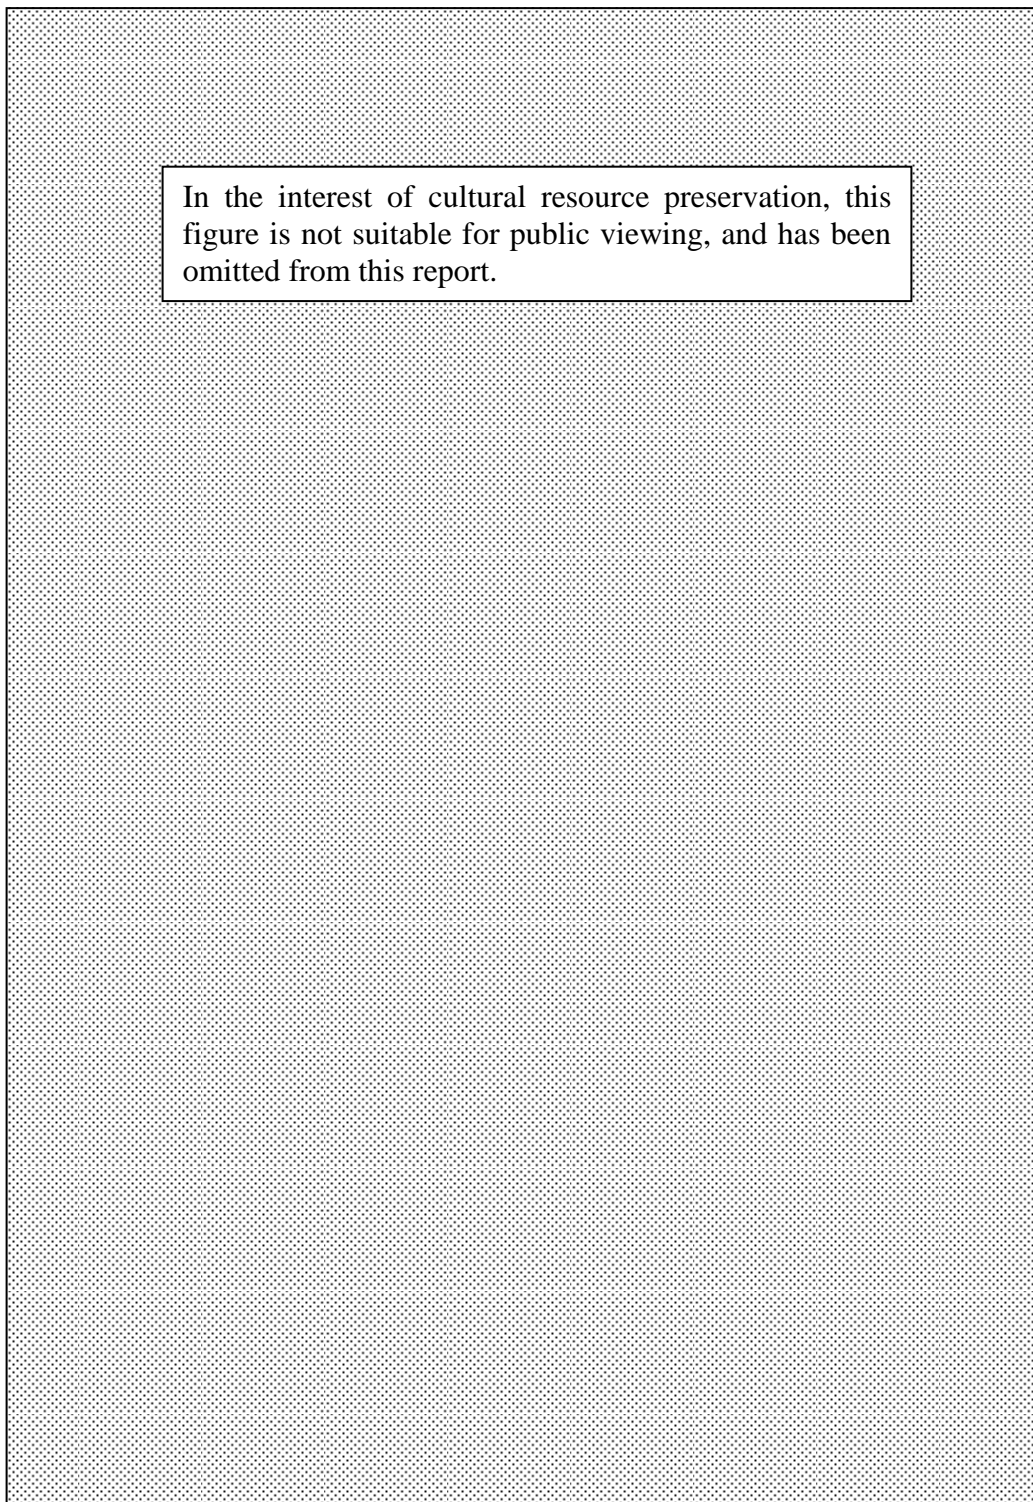 In the interest of cultural resource preservation, this
figure is not suitable for public viewing, and has been
omitted from this report.